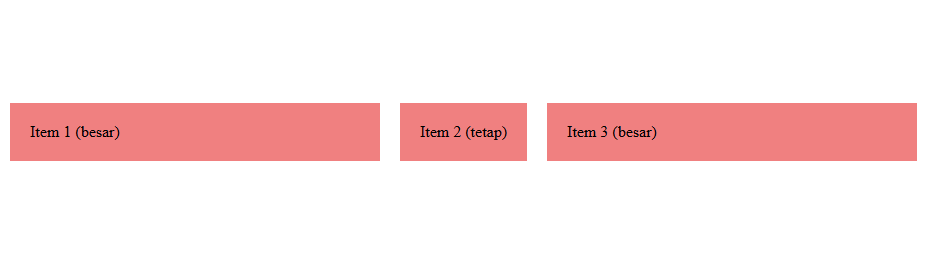 Item 1 (besar)
Item 2 (tetap)
Item 3 (besar)